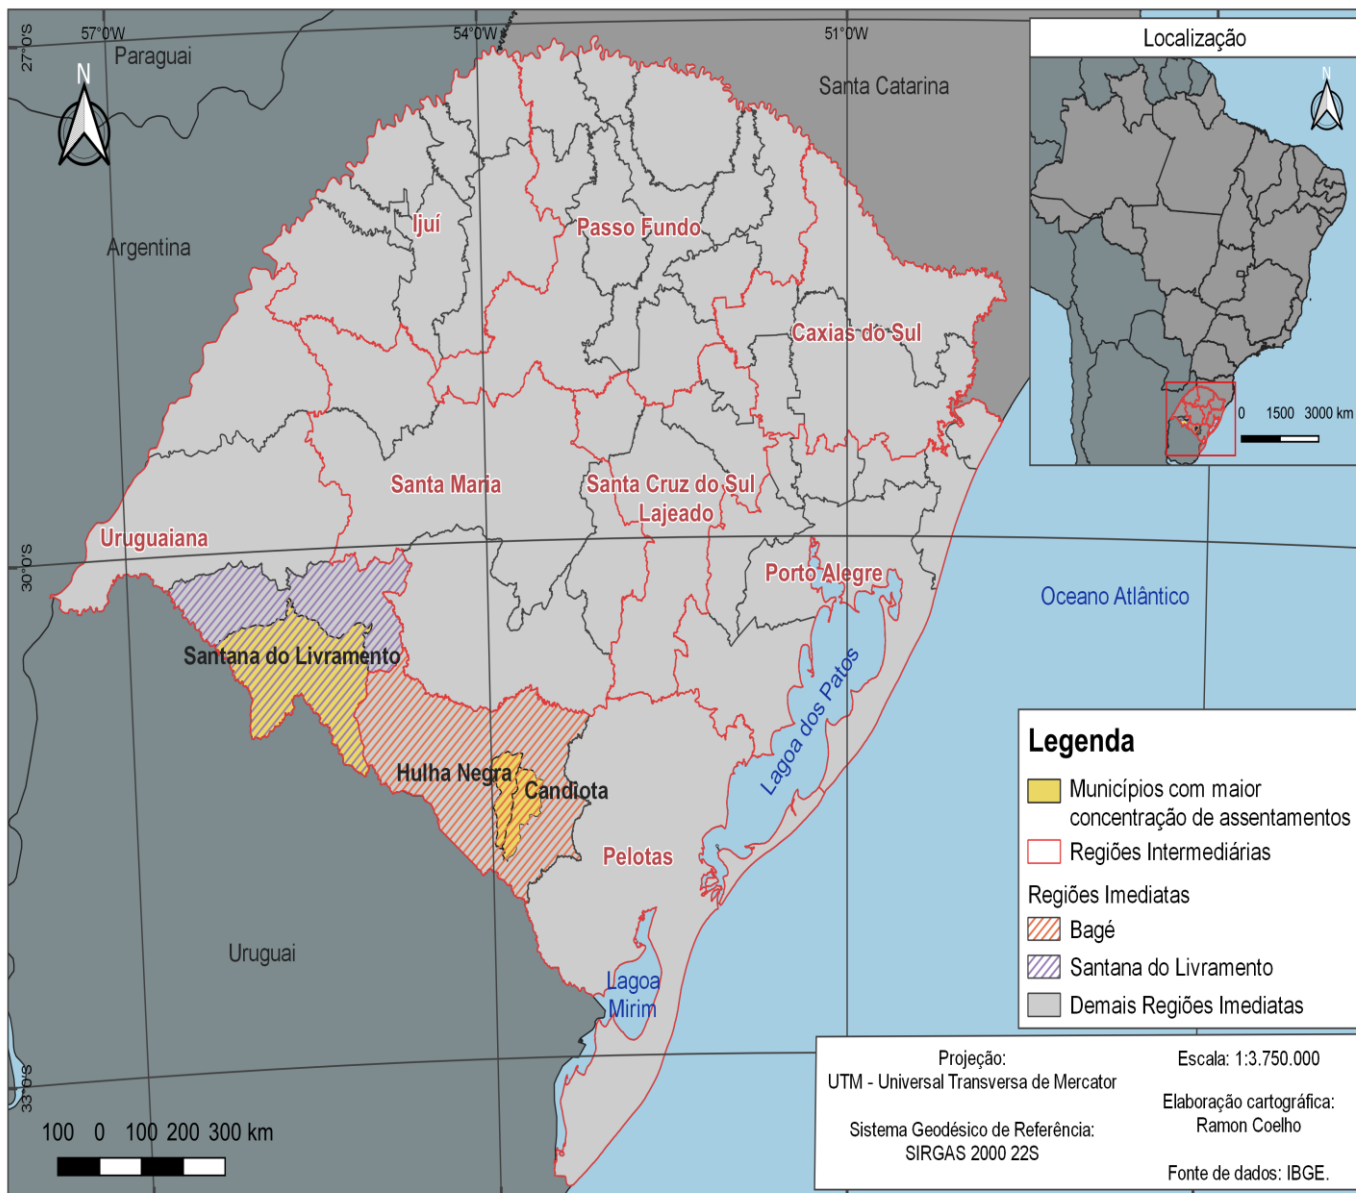 57°0'W
54°0'W
51°0'W
27°0'S
30°0'S
33°0'S
N
Paraguai
Santa Catarina
Argentina
Ijuí
Passo Fundo
Caxias do Sul
Santa Maria
Santa Cruz do Sul
Lajeado
Uruguaiana
Porto Alegre
Santana do Livramento
Lagoa dos Patos
Hulha Negra
Candiota
Pelotas
Uruguai
Lagoa
Mirim
Oceano Atlântico
100 0 100 200 300 km
Localização
N
0 1500 3000 km
Legenda
Municípios com maior
concentração de assentamentos
Regiões Intermediárias
Regiões Imediatas
Bagé
Santana do Livramento
Demais Regiões Imediatas
Projeção:
UTM - Universal Transversa de Mercator
Sistema Geodésico de Referência:
SIRGAS 2000 22S
Escala: 1:3.750.000
Elaboração cartográfica:
Ramon Coelho
Fonte de dados: IBGE.